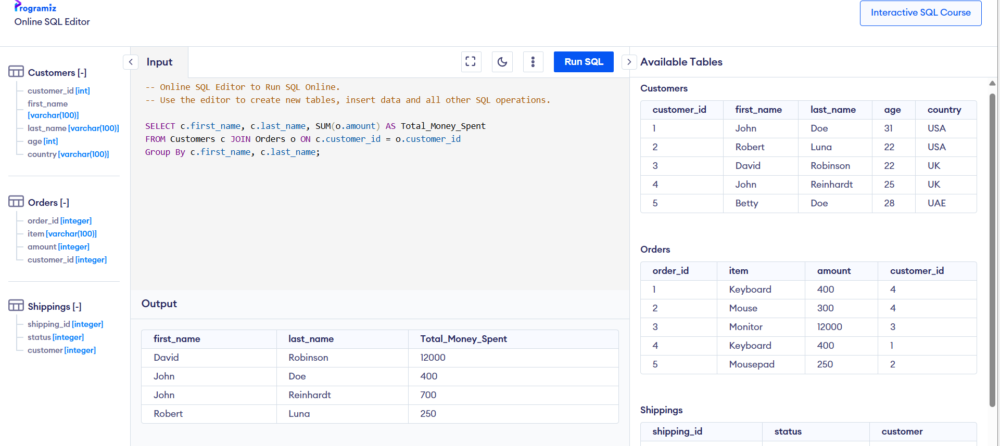 Programiz
Online SQL Editor
Interactive SQL Course
Customers [-]
customer_id [int]
first_name
[varchar(100)]
last_name [varchar(100)]
age [int]
country [varchar(100)]
Orders [-]
order_id [integer]
item [varchar(100)]
amount [integer]
customer_id [integer]
Shippings [-]
shipping_id [integer]
status [integer]
customer [integer]
Input
Run SQL
-- Online SQL Editor to Run SQL Online.
-- Use the editor to create new tables, insert data and all other SQL operations.
SELECT c.first_name, c.last_name, SUM(o.amount) AS Total_Money_Spent
FROM Customers c JOIN Orders o ON c.customer_id = o.customer_id
Group By c.first_name, c.last_name;
Output
first_name last_name Total_Money_Spent
David Robinson 12000
John Doe 400
John Reinhardt 700
Robert Luna 250
Available Tables
Customers
customer_id first_name last_name age country
1 John Doe 31 USA
2 Robert Luna 22 USA
3 David Robinson 22 UK
4 John Reinhardt 25 UK
5 Betty Doe 28 UAE
Orders
order_id item amount customer_id
1 Keyboard 400 4
2 Mouse 300 4
3 Monitor 12000 3
4 Keyboard 400 1
5 Mousepad 250 2
Shippings
shipping_id status customer